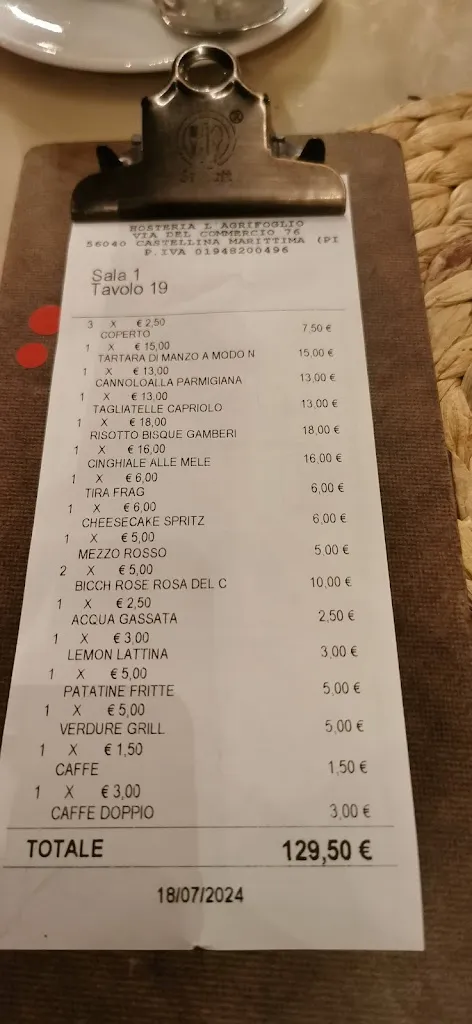 HOSTERIA L'AGRIFOGLIO
VIA DEL COMMERCIO 76
56040 CASTELLINA MARITTIMA (PI
P.IVA 01948200496
Sala 1
Tavolo 19
3 X € 2,50
COPERTO 7,50 €
1 X € 15,00
TARTARA DI MANZO A MODO N 15,00 €
1 X € 13,00
CANNOLOALLA PARMIGIANA 13,00 €
1 X € 13,00
TAGLIATELLE CAPRIOLO 13,00 €
1 X € 18,00
RISOTTO BISQUE GAMBERI 18,00 €
1 X € 16,00
CINGHIALE ALLE MELE 16,00 €
1 X € 6,00
TIRA FRAG 6,00 €
1 X € 6,00
CHEESECAKE SPRITZ 6,00 €
1 X € 5,00
MEZZO ROSSO 5,00 €
2 X € 5,00
BICCH ROSE ROSA DEL C 10,00 €
1 X € 2,50
ACQUA GASSATA 2,50 €
1 X € 3,00
LEMON LATTINA 3,00 €
1 X € 5,00
PATATINE FRITTE 5,00 €
1 X € 5,00
VERDURE GRILL 5,00 €
1 X € 1,50
CAFFE 1,50 €
1 X € 3,00
CAFFE DOPPIO 3,00 €
TOTALE 129,50 €
18/07/2024